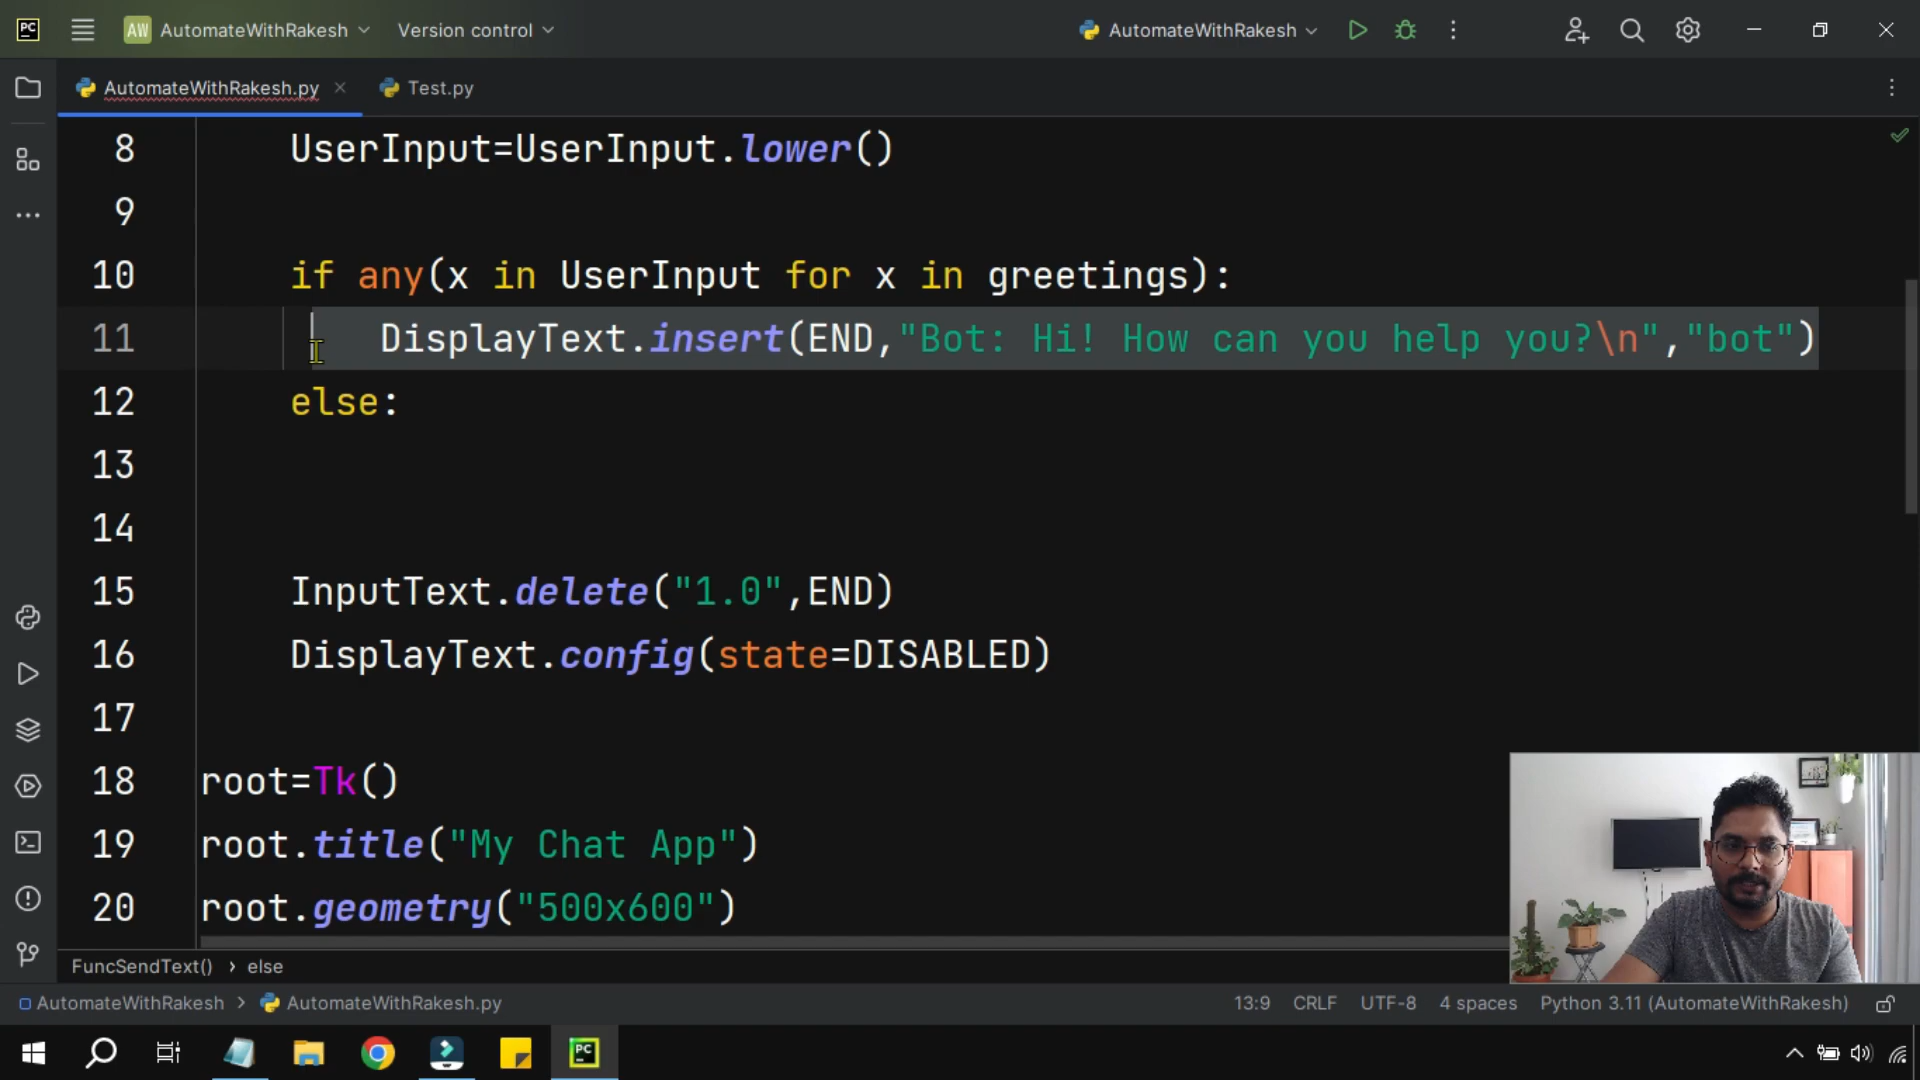 PC AW AutomateWithRakesh Version control AutomateWithRakesh
AutomateWithRakesh.py Test.py
8 UserInput=UserInput.lower()
9
10 if any(x in UserInput for x in greetings):
11 DisplayText.insert(END,"Bot: Hi! How can you help you?\n","bot")
12 else:
13
14
15 InputText.delete("1.0",END)
16 DisplayText.config(state=DISABLED)
17
18 root=Tk()
19 root.title("My Chat App")
20 root.geometry("500x600")
FuncSendText() › else
AutomateWithRakesh > AutomateWithRakesh.py 13:9 CRLF UTF-8 4 spaces Python 3.11 (AutomateWithRakesh)
PC